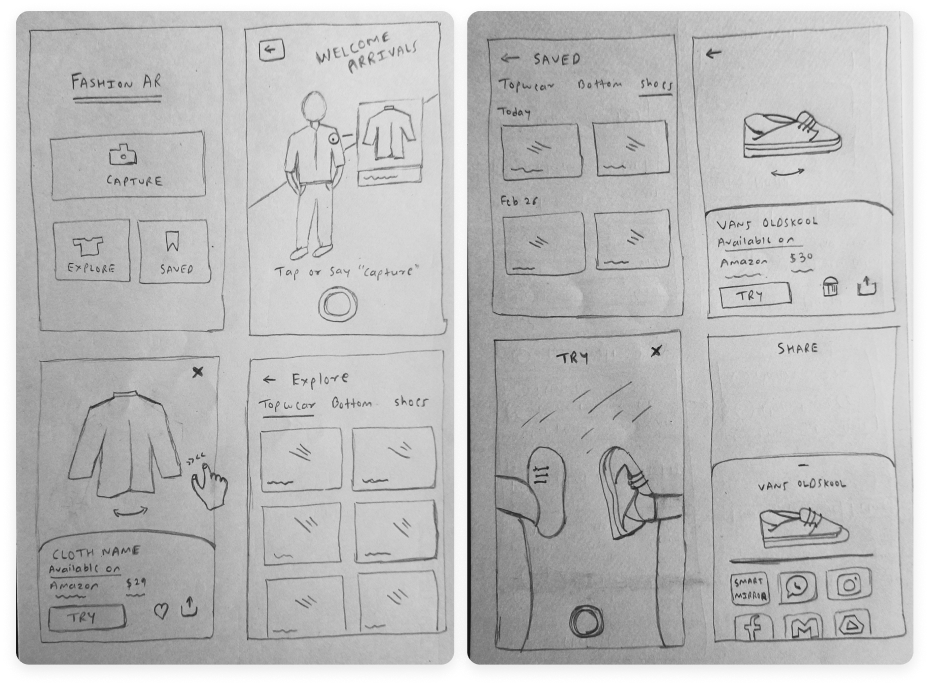 FASHION AR
CAPTURE
EXPLORE
SAVED
WELCOME
ARRIVALS
Tap or Say "Capture"
CLOTH NAME
Available on
Amazon $29
TRY
← Explore
Topwear Bottom shoes
← SAVED
Topwear Bottom shoes
Today
Feb 26
VANS OLDSKOOL
Available on
Amazon $30
TRY
TRY
SHARE
VANS OLDSKOOL
SMART
MIRROR